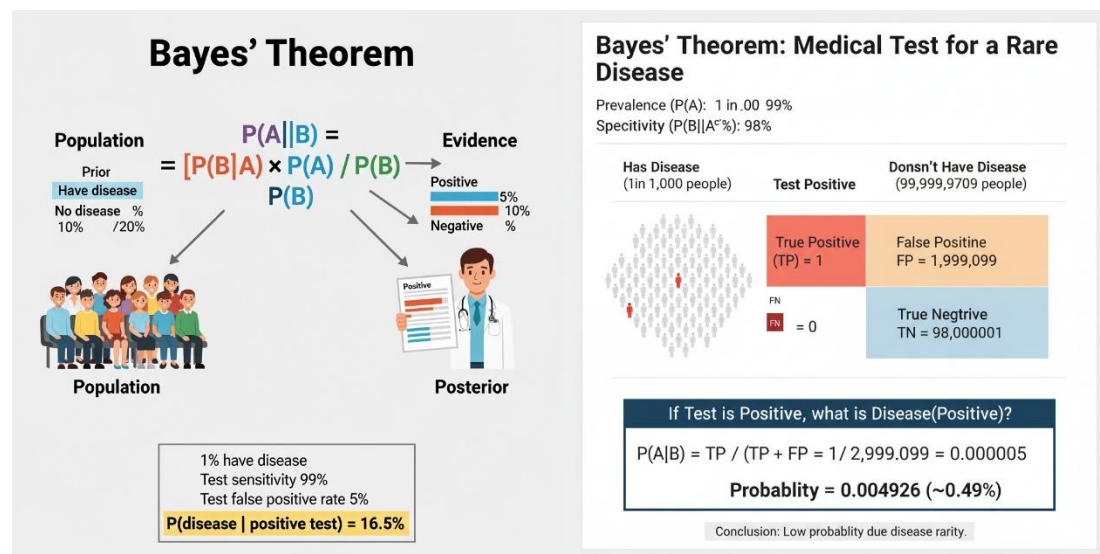 Bayes' Theorem
Population
Prior
Have disease
No disease %
10% /20%
P(A||B) =
= [P(B|A) × P(A) / P(B)
P(B)
Evidence
Positive
5%
10%
Negative %
Population
Positive
Posterior
1% have disease
Test sensitivity 99%
Test false positive rate 5%
P(disease | positive test) = 16.5%
Bayes' Theorem: Medical Test for a Rare
Disease
Prevalence (P(A): 1 in .00 99%
Specitivity (P(B||A%): 98%
Has Disease
(1in 1,000 people)
Test Positive
Donsn't Have Disease
(99,999,9709 people)
True Positive
(TP) = 1
False Positine
FP = 1,999,099
FN
FN = 0
True Negtrive
TN = 98,000001
If Test is Positive, what is Disease(Positive)?
P(A|B) = TP / (TP + FP = 1/ 2,999.099 = 0.000005
Probablity = 0.004926 (~0.49%)
Conclusion: Low probablity due disease rarity.